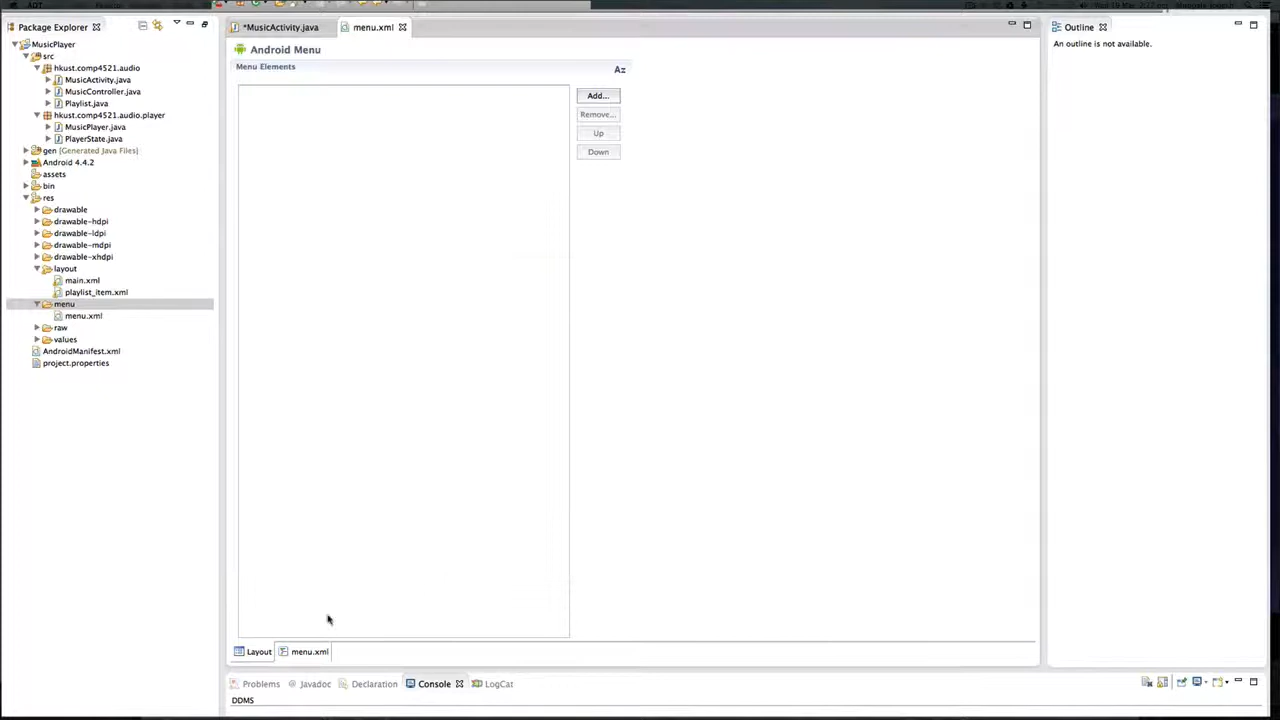 ADT
Package Explorer
*MusicActivity.java
menu.xml
Outline
MusicPlayer
src
hkust.comp4521.audio
MusicActivity.java
MusicController.java
Playlist.java
hkust.comp4521.audio.player
MusicPlayer.java
PlayerState.java
gen [Generated Java Files]
Android 4.4.2
assets
bin
res
drawable
drawable-hdpi
drawable-ldpi
drawable-mdpi
drawable-xhdpi
layout
main.xml
playlist_item.xml
menu
menu.xml
raw
values
AndroidManifest.xml
project.properties
Android Menu
Menu Elements
Az
Add...
Remove...
Up
Down
Layout
menu.xml
An outline is not available.
Problems
@ Javadoc
Declaration
Console
LogCat
DDMS